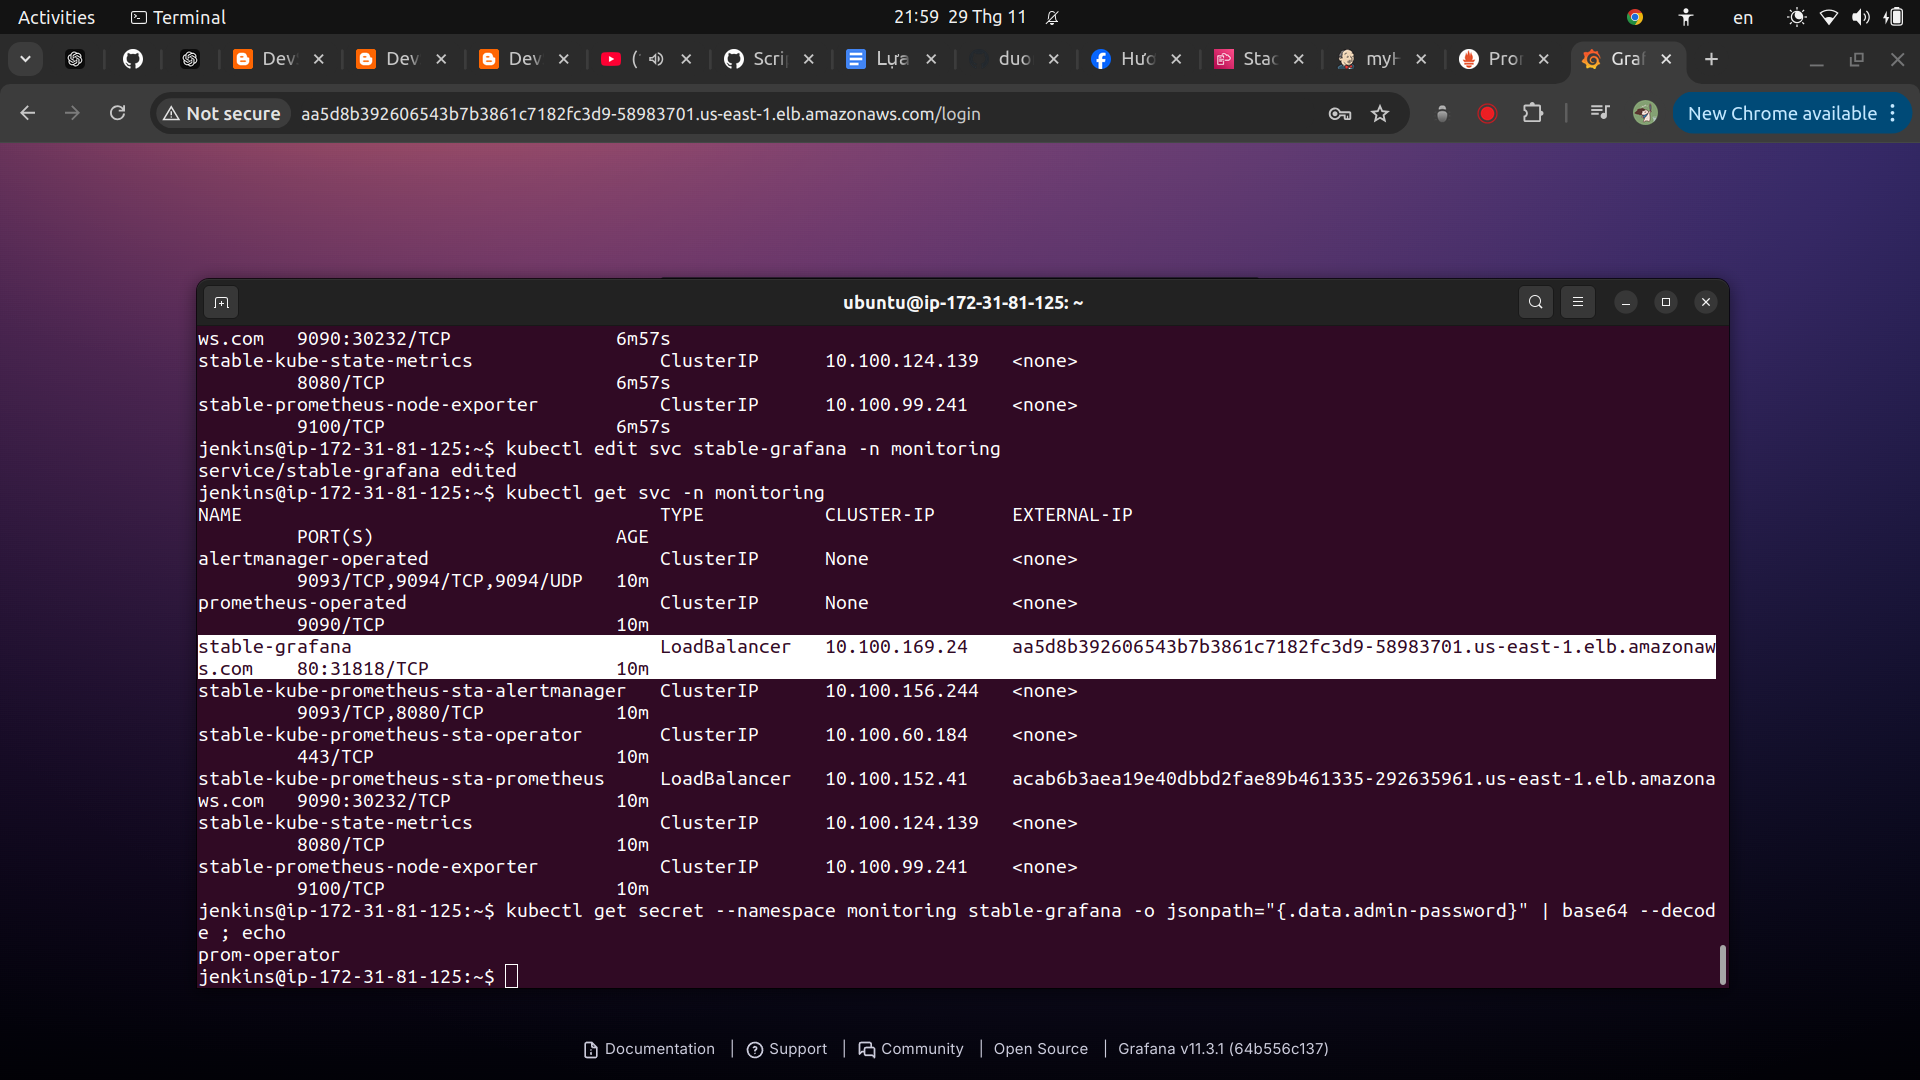 Activities Terminal 21:59 29 Thg 11 en
Dev Dev Dev ( Scri Lựa duo Hướ Stac myH Pro Graf
Not secure aa5d8b392606543b7b3861c7182fc3d9-58983701.us-east-1.elb.amazonaws.com/login New Chrome available
ubuntu@ip-172-31-81-125: ~
ws.com 9090:30232/TCP 6m57s
stable-kube-state-metrics ClusterIP 10.100.124.139 <none>
8080/TCP 6m57s
stable-prometheus-node-exporter ClusterIP 10.100.99.241 <none>
9100/TCP 6m57s
jenkins@ip-172-31-81-125:~$ kubectl edit svc stable-grafana -n monitoring
service/stable-grafana edited
jenkins@ip-172-31-81-125:~$ kubectl get svc -n monitoring
NAME TYPE CLUSTER-IP EXTERNAL-IP
PORT(S) AGE
alertmanager-operated ClusterIP None <none>
9093/TCP,9094/TCP,9094/UDP 10m
prometheus-operated ClusterIP None <none>
9090/TCP 10m
stable-grafana LoadBalancer 10.100.169.24 aa5d8b392606543b7b3861c7182fc3d9-58983701.us-east-1.elb.amazonaw
s.com 80:31818/TCP 10m
stable-kube-prometheus-sta-alertmanager ClusterIP 10.100.156.244 <none>
9093/TCP,8080/TCP 10m
stable-kube-prometheus-sta-operator ClusterIP 10.100.60.184 <none>
443/TCP 10m
stable-kube-prometheus-sta-prometheus LoadBalancer 10.100.152.41 acab6b3aea19e40dbbd2fae89b461335-292635961.us-east-1.elb.amazona
ws.com 9090:30232/TCP 10m
stable-kube-state-metrics ClusterIP 10.100.124.139 <none>
8080/TCP 10m
stable-prometheus-node-exporter ClusterIP 10.100.99.241 <none>
9100/TCP 10m
jenkins@ip-172-31-81-125:~$ kubectl get secret --namespace monitoring stable-grafana -o jsonpath="{.data.admin-password}" | base64 --decod
e ; echo
prom-operator
jenkins@ip-172-31-81-125:~$
Documentation | Support | Community | Open Source | Grafana v11.3.1 (64b556c137)